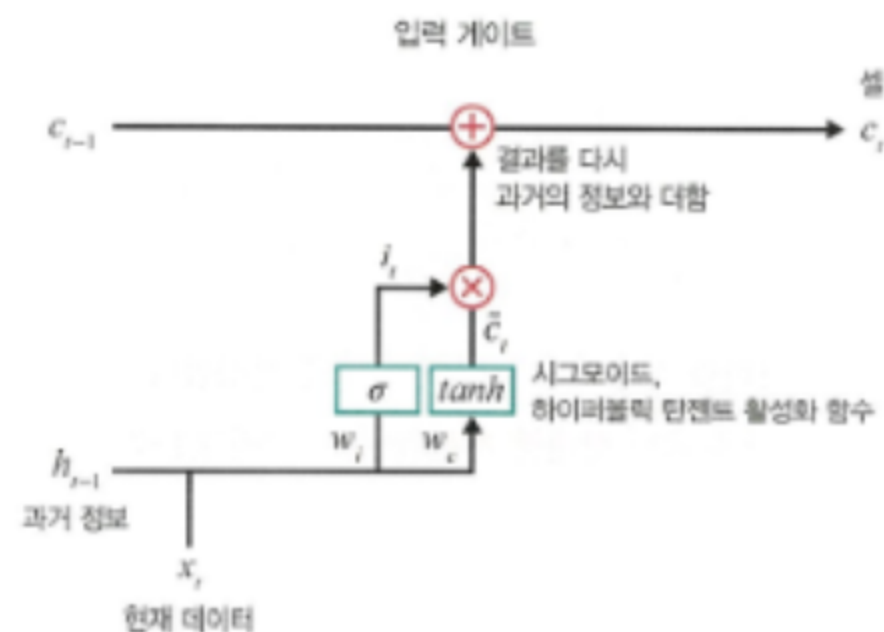 입력 게이트
셀
c_{t-1}
c_t
결과를 다시
과거의 정보와 더함
i_t
c̃_t
σ
tanh
시그모이드,
하이퍼볼릭 탄젠트 활성화 함수
w_i
w_c
h_{t-1}
과거 정보
x_t
현재 데이터